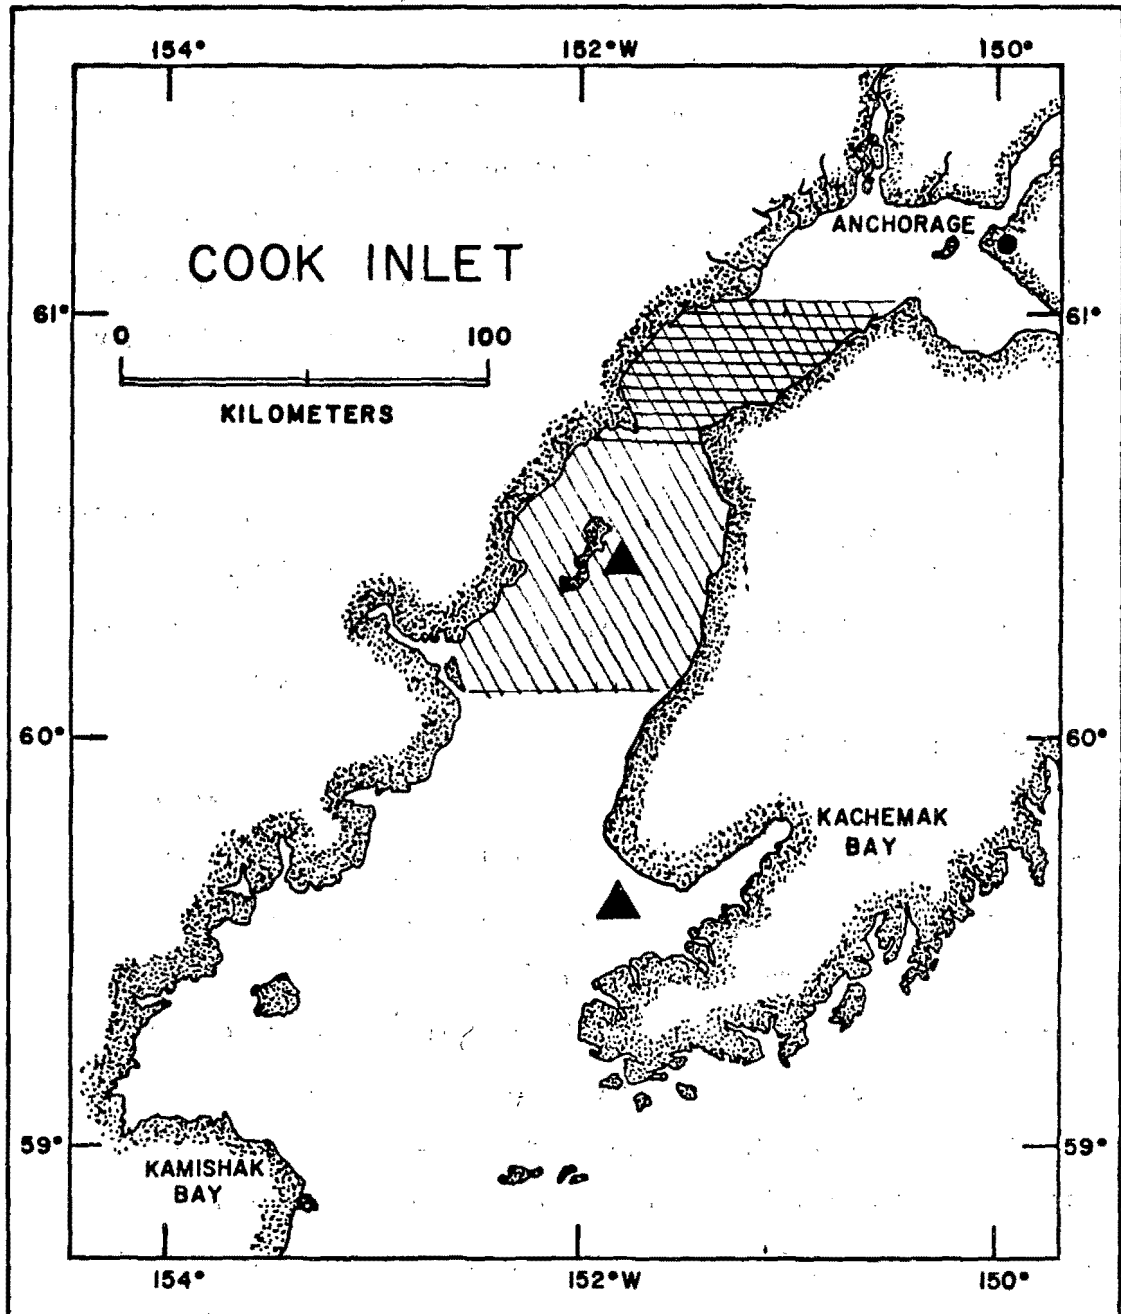 154° 152°W 150°
ANCHORAGE
COOK INLET
61° 61°
0 100
KILOMETERS
60° 60°
KACHEMAK
BAY
59° 59°
KAMISHAK
BAY
154° 152°W 150°